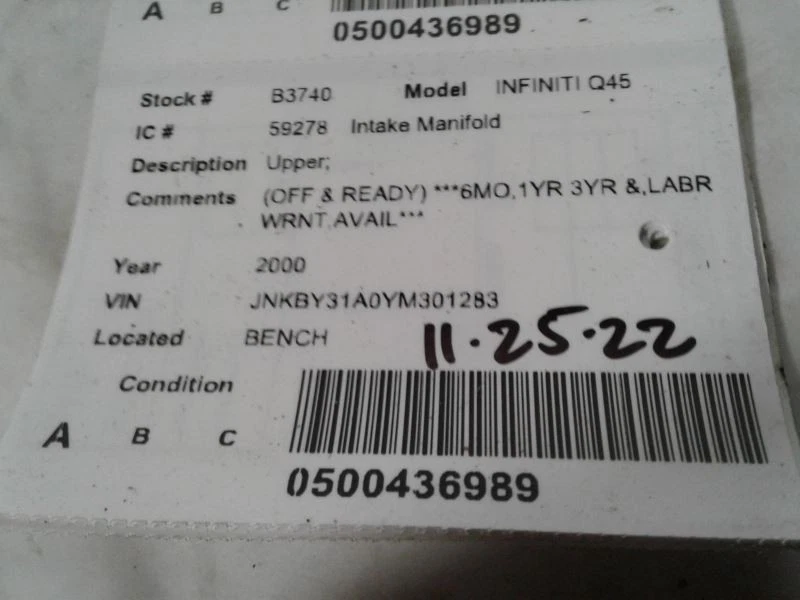 A B C
0500436989
Stock # B3740 Model INFINITI Q45
IC # 59278 Intake Manifold
Description Upper;
Comments (OFF & READY) ***6MO,1YR 3YR &,LABR
WRNT,AVAIL***
Year 2000
VIN JNKBY31A0YM301283
Located BENCH 11.25.22
Condition
A B C
0500436989